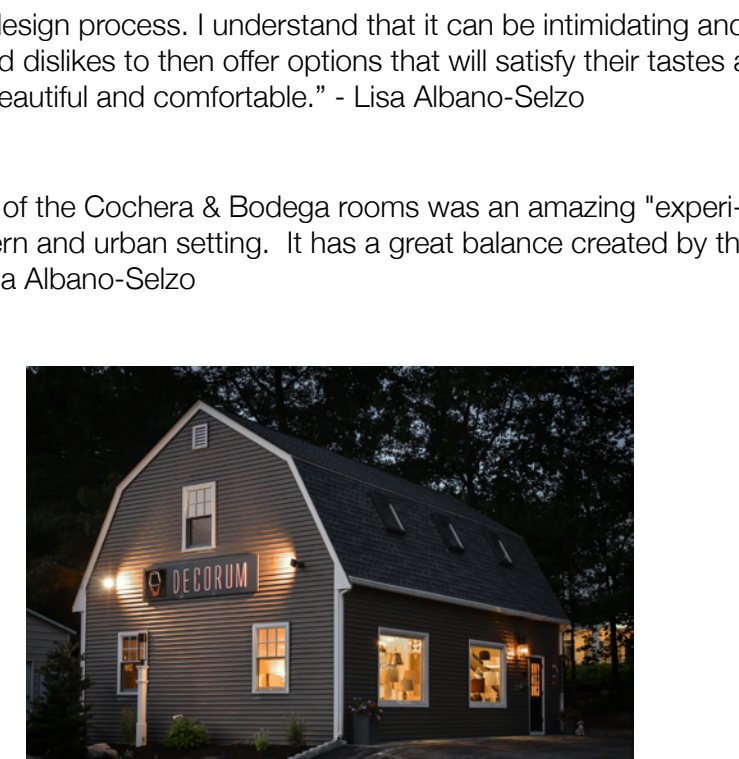 design process. I understand that it can be intimidating and
d dislikes to then offer options that will satisfy their tastes a
eautiful and comfortable.” - Lisa Albano-Selzo
of the Cochera & Bodega rooms was an amazing "experi-
ern and urban setting.  It has a great balance created by th
a Albano-Selzo
DECORUM